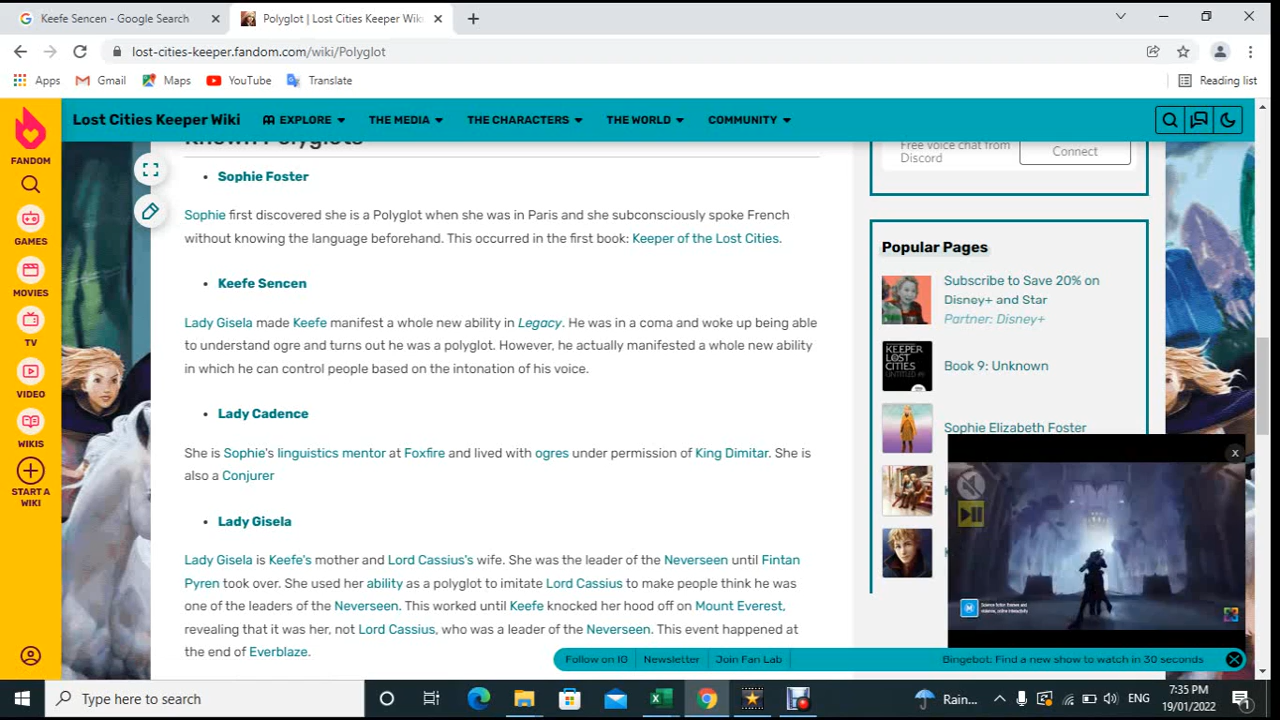 Keefe Sencen - Google Search
Polyglot | Lost Cities Keeper Wiki
lost-cities-keeper.fandom.com/wiki/Polyglot
Apps
Gmail
Maps
YouTube
Translate
Reading list
Lost Cities Keeper Wiki
EXPLORE
THE MEDIA
THE CHARACTERS
THE WORLD
COMMUNITY
FANDOM
GAMES
MOVIES
TV
VIDEO
WIKIS
START A
WIKI
Known Polyglots
• Sophie Foster
Sophie first discovered she is a Polyglot when she was in Paris and she subconsciously spoke French
without knowing the language beforehand. This occurred in the first book: Keeper of the Lost Cities.
• Keefe Sencen
Lady Gisela made Keefe manifest a whole new ability in Legacy. He was in a coma and woke up being able
to understand ogre and turns out he was a polyglot. However, he actually manifested a whole new ability
in which he can control people based on the intonation of his voice.
• Lady Cadence
She is Sophie's linguistics mentor at Foxfire and lived with ogres under permission of King Dimitar. She is
also a Conjurer
• Lady Gisela
Lady Gisela is Keefe's mother and Lord Cassius's wife. She was the leader of the Neverseen until Fintan
Pyren took over. She used her ability as a polyglot to imitate Lord Cassius to make people think he was
one of the leaders of the Neverseen. This worked until Keefe knocked her hood off on Mount Everest,
revealing that it was her, not Lord Cassius, who was a leader of the Neverseen. This event happened at
the end of Everblaze.
Free voice chat from
Discord
Connect
Popular Pages
Subscribe to Save 20% on
Disney+ and Star
Partner: Disney+
KEEPER
LOST
CITIES
Book 9: Unknown
Sophie Elizabeth Foster
K
K
x
Follow on IG
Newsletter
Join Fan Lab
Bingebot: Find a new show to watch in 30 seconds
Type here to search
Rain...
ENG
7:35 PM
19/01/2022
1